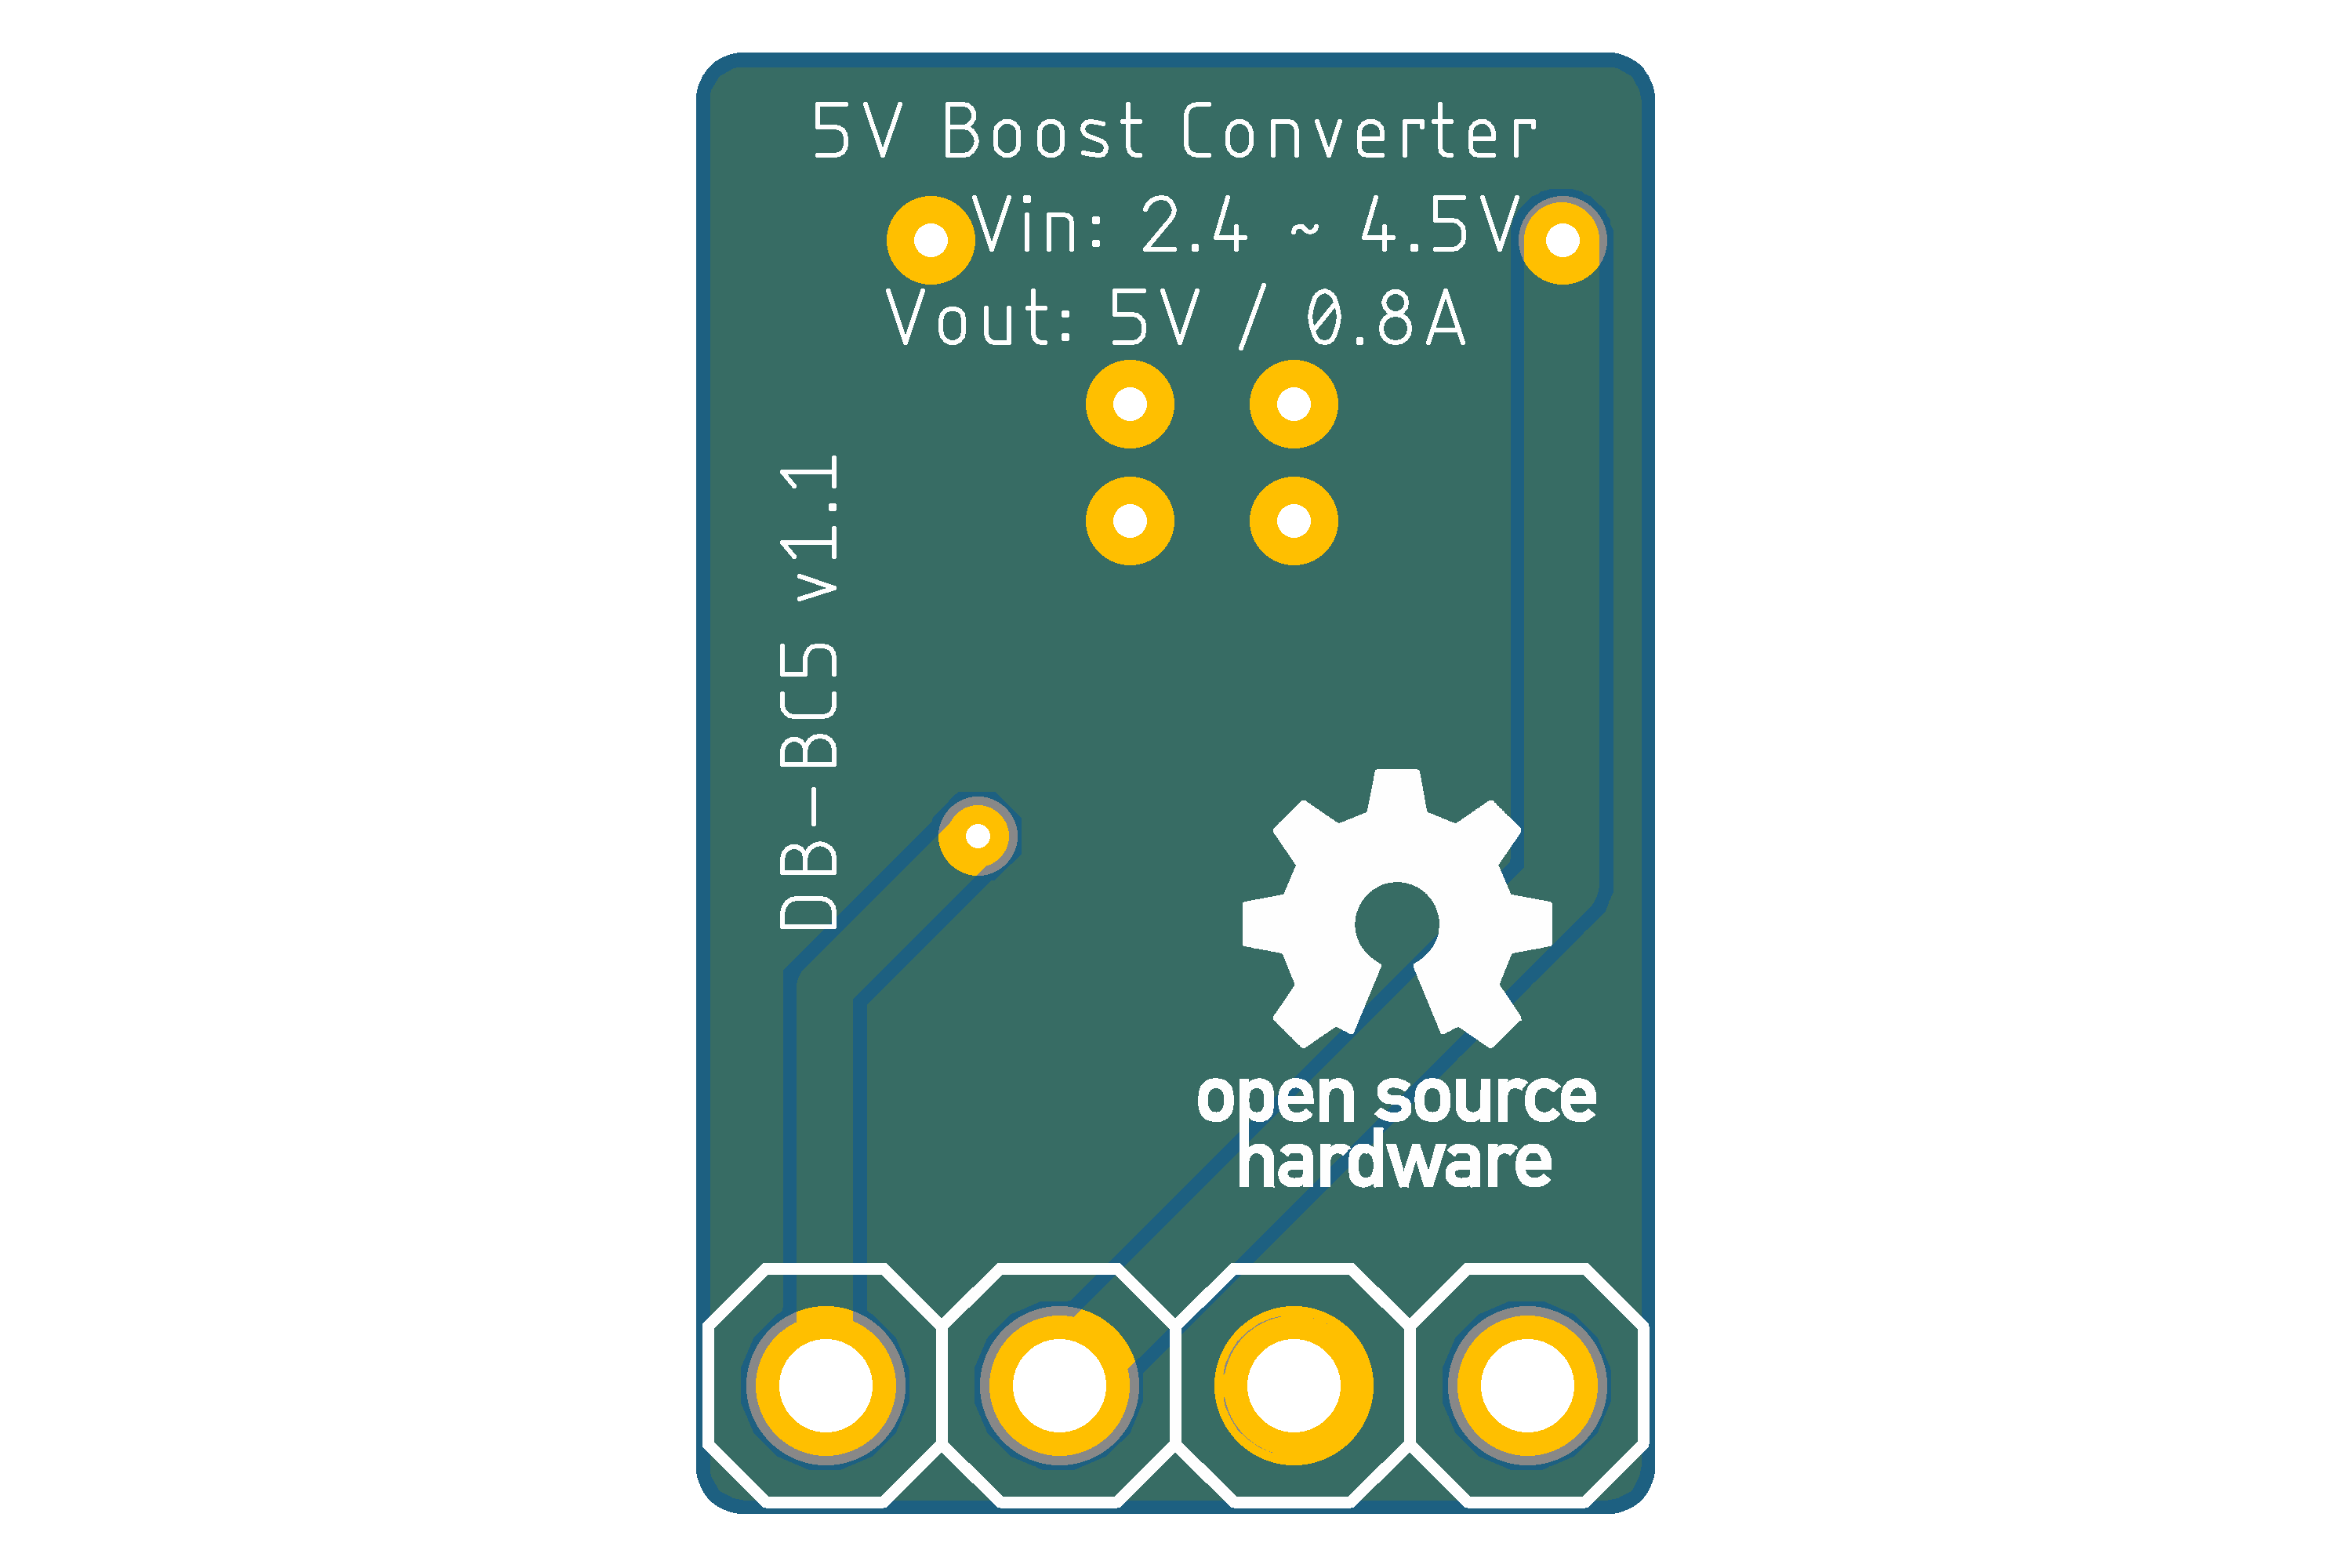 5V Boost Converter
Vin: 2.4 ~ 4.5V
Vout: 5V / 0.8A
DB-BC5 v1.1
open source
hardware